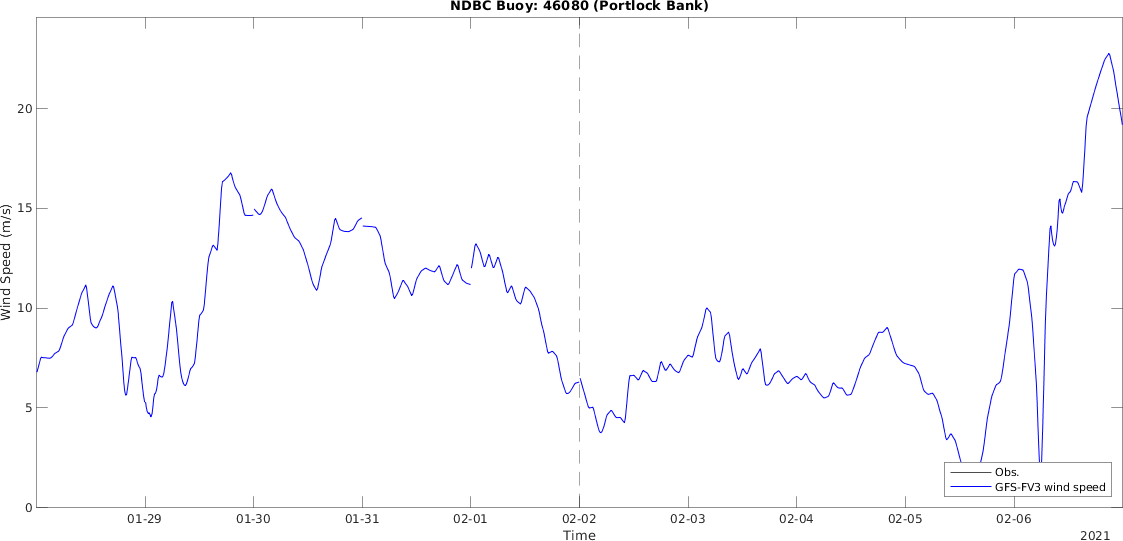 NDBC Buoy: 46080 (Portlock Bank)
20
15
10
5
0
Wind Speed (m/s)
01-29 01-30 01-31 02-01 02-02 02-03 02-04 02-05 02-06
Time
2021
Obs.
GFS-FV3 wind speed